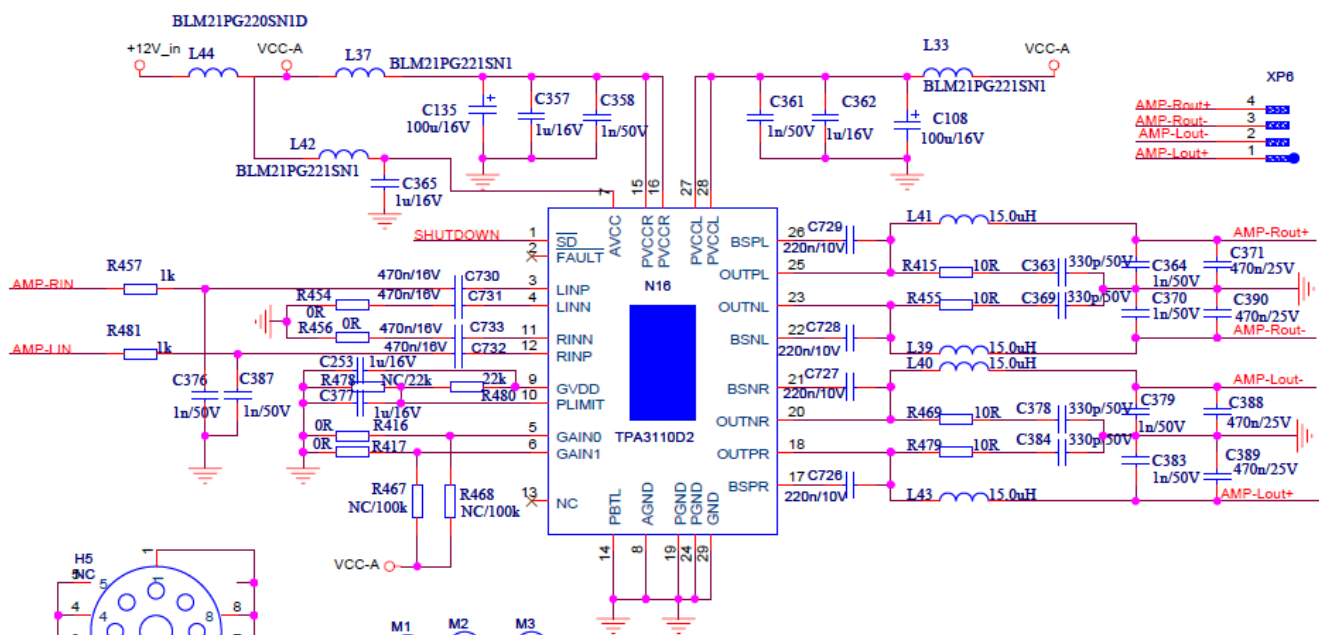 BLM21PG220SN1D
+12V_in
L44
VCC-A
L37
BLM21PG221SN1
L33
VCC-A
BLM21PG221SN1
XP6
C135
100u/16V
C357
1u/16V
C358
1n/50V
C361
1n/50V
C362
1u/16V
C108
100u/16V
AMP-Rout+ 4
AMP-Rout- 3
AMP-Lout- 2
AMP-Lout+ 1
L42
BLM21PG221SN1
C365
1u/16V
7
15
16
27
28
SHUTDOWN
1
SD
2
FAULT
AVCC
PVCCR
PVCCR
PVCCL
PVCCL
N16
BSPL
26
C729
220n/10V
L41
15.0uH
AMP-Rout+
OUTPL
25
R415
10R
C363
330p/50V
C364
1n/50V
C371
470n/25V
R457
1k
AMP-RIN
470n/16V
C730
3
LINP
R454
0R
470n/16V
C731
4
LINN
OUTNL
23
R455
10R
C369
330p/50V
C370
1n/50V
C390
470n/25V
AMP-Rout-
R456
0R
470n/16V
C733
11
RINN
BSNL
22
C728
220n/10V
L39
15.0uH
R481
1k
AMP-LIN
470n/16V
C732
12
RINP
L40
15.0uH
C253
1u/16V
BSNR
21
C727
220n/10V
AMP-Lout-
C376
1n/50V
C387
1n/50V
R478
NC/22k
22k
R480
9
GVDD
C377
1u/16V
10
PLIMIT
OUTNR
20
R469
10R
C378
330p/50V
C379
1n/50V
C388
470n/25V
TPA3110D2
0R
R416
5
GAIN0
0R
R417
6
GAIN1
OUTPR
18
R479
10R
C384
330p/50V
C383
1n/50V
C389
470n/25V
BSPR
17
C726
220n/10V
L43
15.0uH
AMP-Lout+
R467
NC/100k
R468
NC/100k
13
NC
PBTL
AGND
PGND
PGND
GND
14
8
19
24
29
VCC-A
H5
NC
1
5
5
1
4
4
8
8
M1
M2
M3